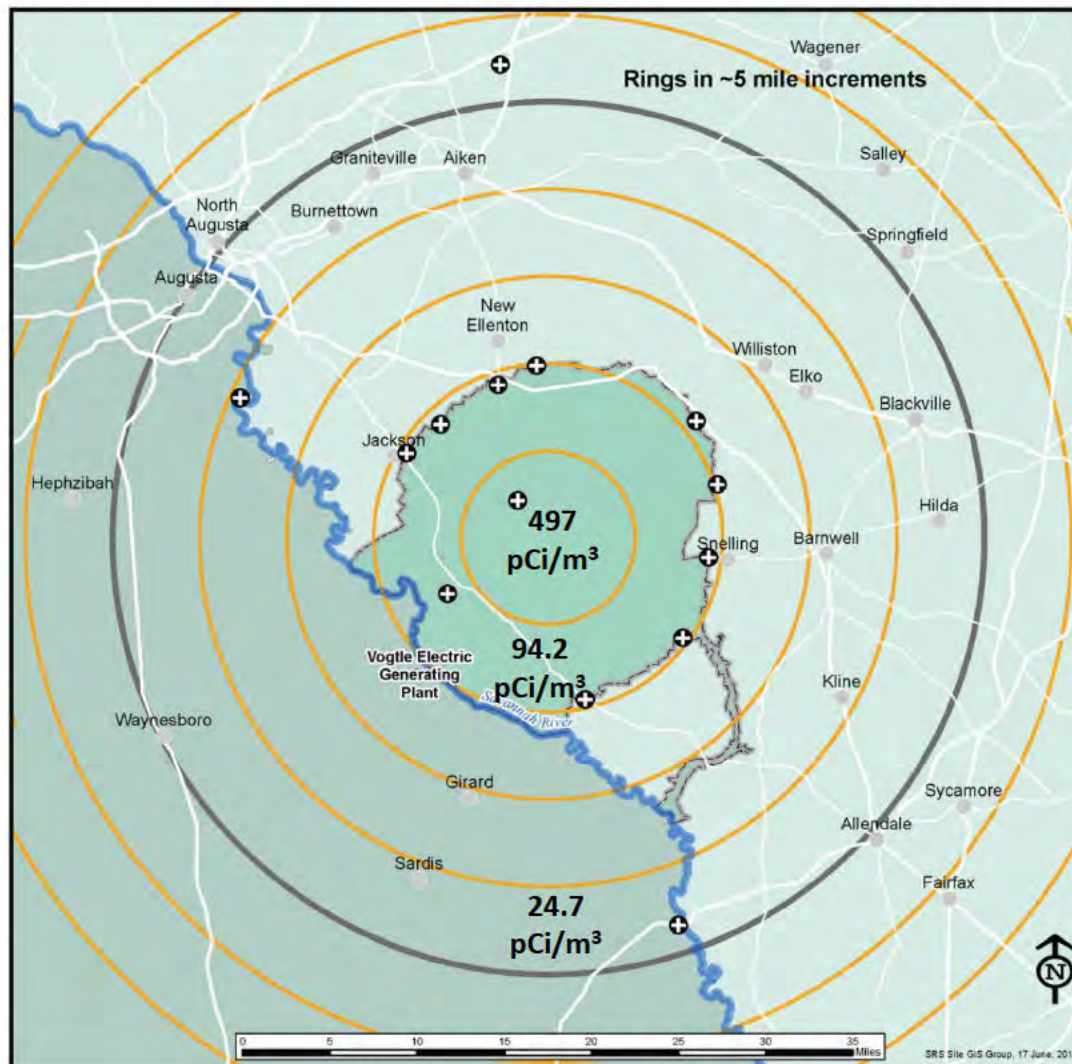 Wagener
Rings in ~5 mile increments
Graniteville
Aiken
Salley
North
Augusta
Burnettown
Springfield
Augusta
New
Ellenton
Williston
Elko
Blackville
Jackson
Hephzibah
Hilda
497
pCi/m³
Snelling
Barnwell
94.2
pCi/m³
Vogtle Electric
Generating
Plant
Savannah River
Kline
Waynesboro
Girard
Sycamore
Allendale
Sardis
Fairfax
24.7
pCi/m³
N
0 5 10 15 20 25 30 35
Miles
SRS Site GIS Group, 17 June,